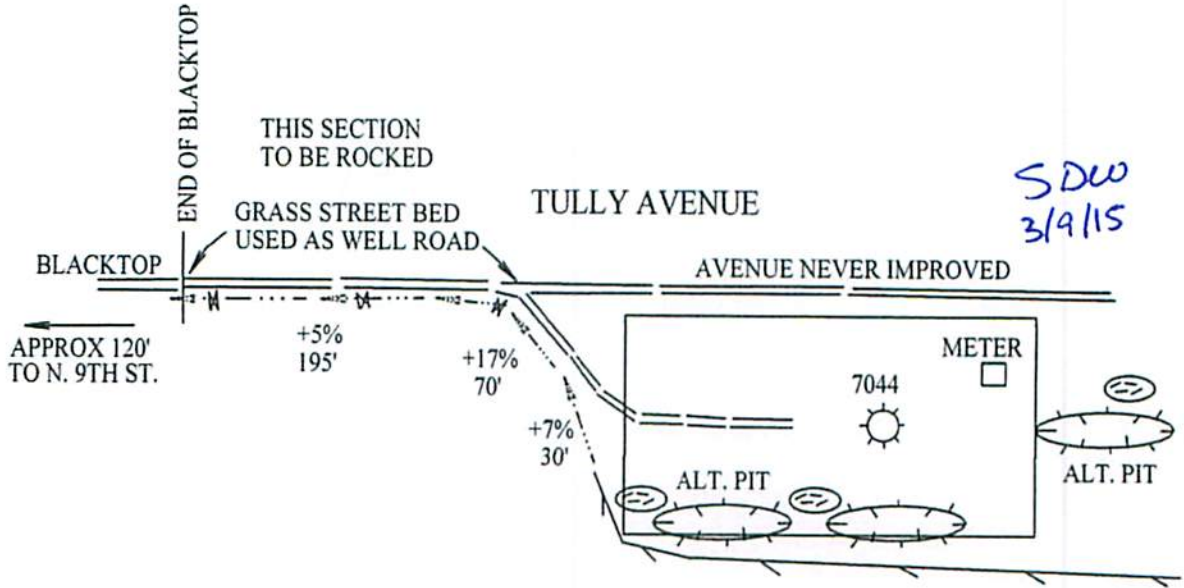 END OF BLACKTOP
THIS SECTION
TO BE ROCKED
GRASS STREET BED
USED AS WELL ROAD
TULLY AVENUE
SDW
3/9/15
BLACKTOP
AVENUE NEVER IMPROVED
APPROX 120'
TO N. 9TH ST.
+5%
195'
+17%
70'
+7%
30'
METER
7044
ALT. PIT
ALT. PIT